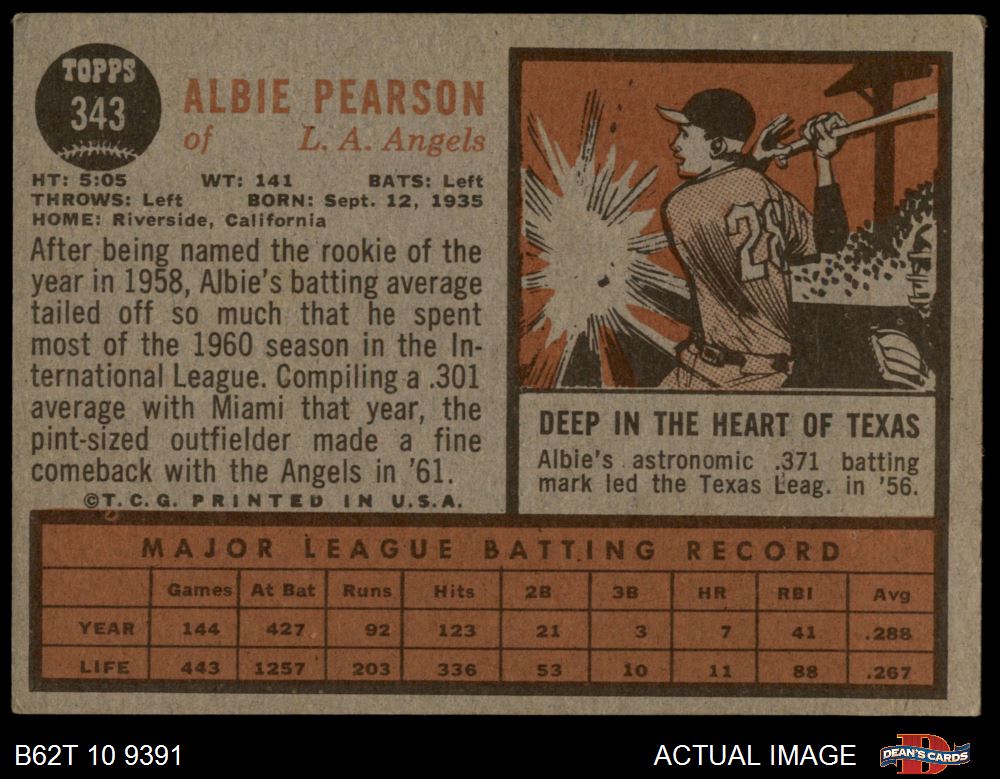 TOPPS
343
ALBIE PEARSON
of L. A. Angels
HT: 5:05 WT: 141 BATS: Left
THROWS: Left BORN: Sept. 12, 1935
HOME: Riverside, California
After being named the rookie of the
year in 1958, Albie's batting average
tailed off so much that he spent
most of the 1960 season in the In-
ternational League. Compiling a .301
average with Miami that year, the
pint-sized outfielder made a fine
comeback with the Angels in '61.
©T.C.G. PRINTED IN U.S.A.
28
DEEP IN THE HEART OF TEXAS
Albie's astronomic .371 batting
mark led the Texas Leag. in '56.
MAJOR LEAGUE BATTING RECORD
Games At Bat Runs Hits 2B 3B HR RBI Avg
YEAR 144 427 92 123 21 3 7 41 .288
LIFE 443 1257 203 336 53 10 11 88 .267
B62T 10 9391
ACTUAL IMAGE
DEAN'S CARDS